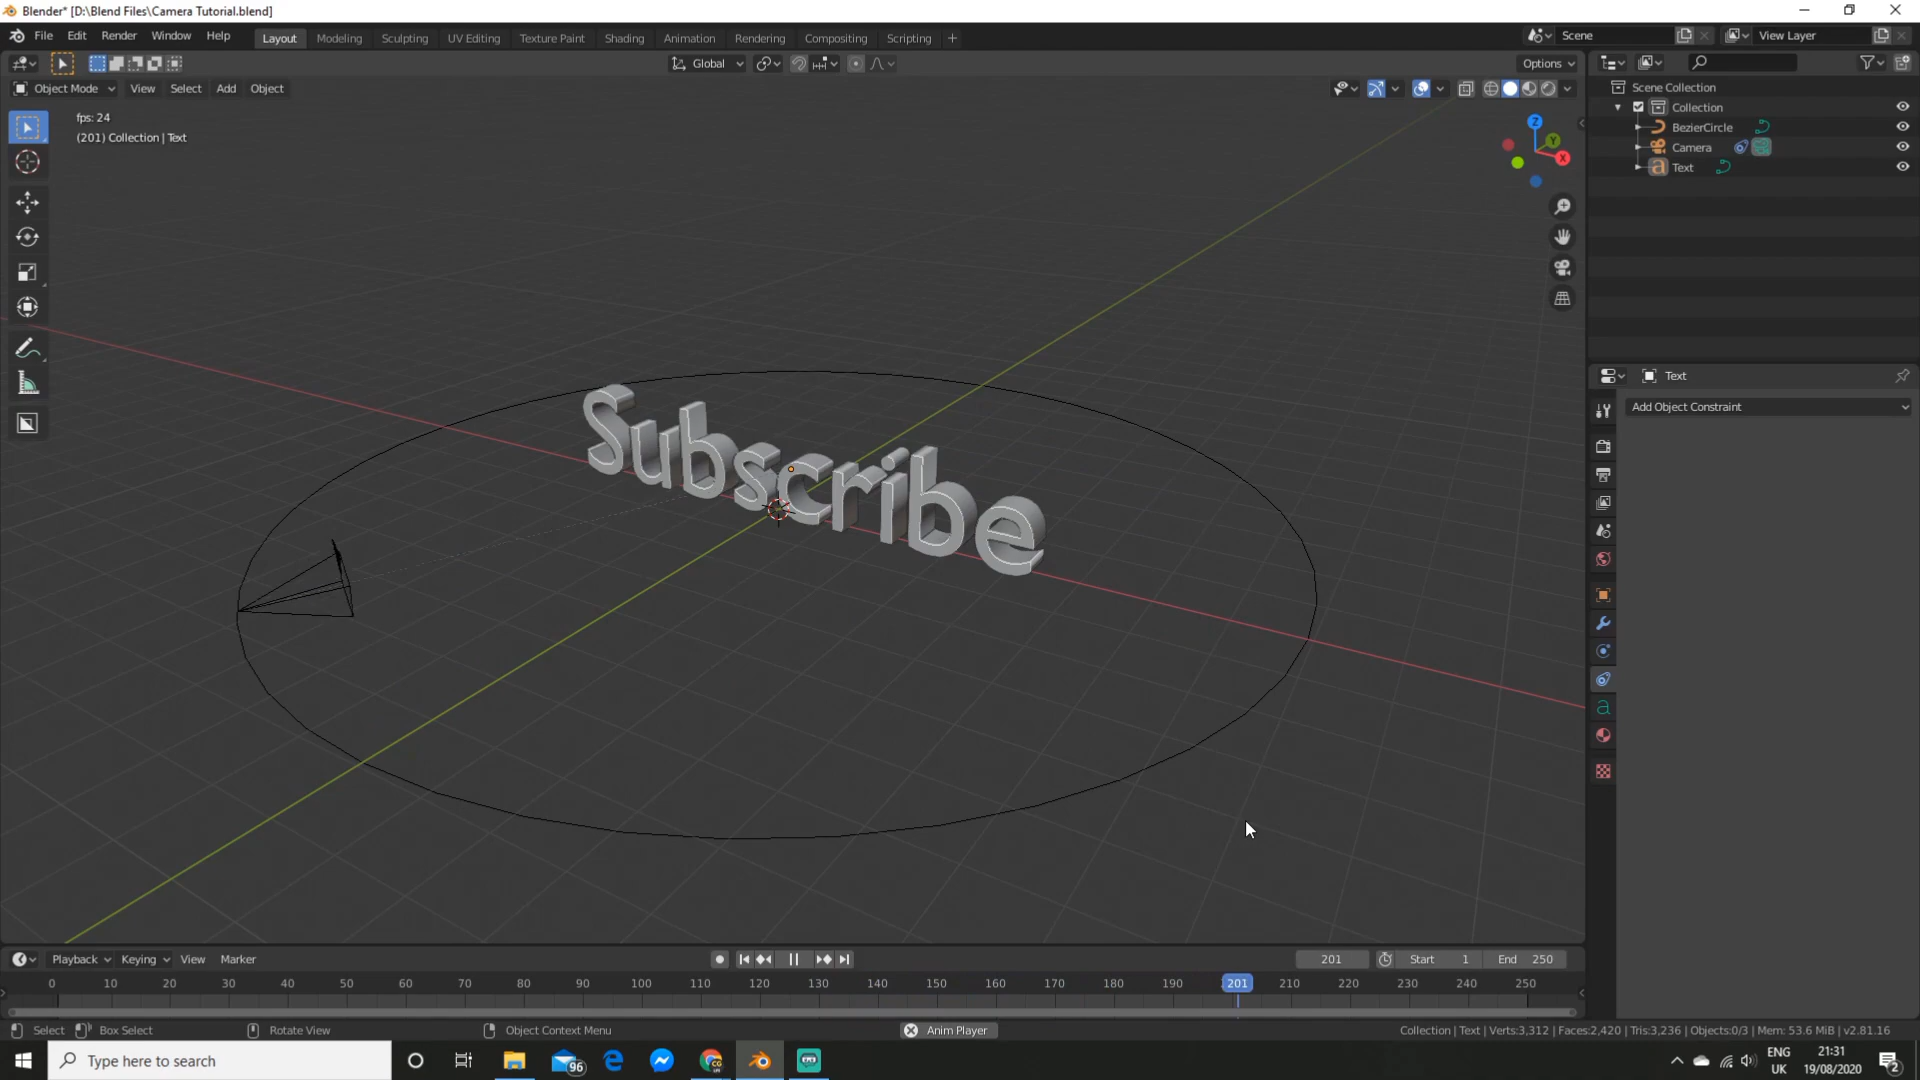 Blender* [D:\Blend Files\Camera Tutorial.blend]
File Edit Render Window Help Layout Modeling Sculpting UV Editing Texture Paint Shading Animation Rendering Compositing Scripting + Scene View Layer
Global Options
Object Mode View Select Add Object
fps: 24
(201) Collection | Text
Z
Y
X
Subscribe
Scene Collection
Collection
BezierCircle
Camera
a Text
Text
Add Object Constraint
a
Playback Keying View Marker 201 Start 1 End 250
0 10 20 30 40 50 60 70 80 90 100 110 120 130 140 150 160 170 180 190 201 210 220 230 240 250
Select Box Select Rotate View Object Context Menu Anim Player Collection | Text | Verts:3,312 | Faces:2,420 | Tris:3,236 | Objects:0/3 | Mem: 53.6 MiB | v2.81.16
Type here to search 96 ENG UK 21:31 19/08/2020 2